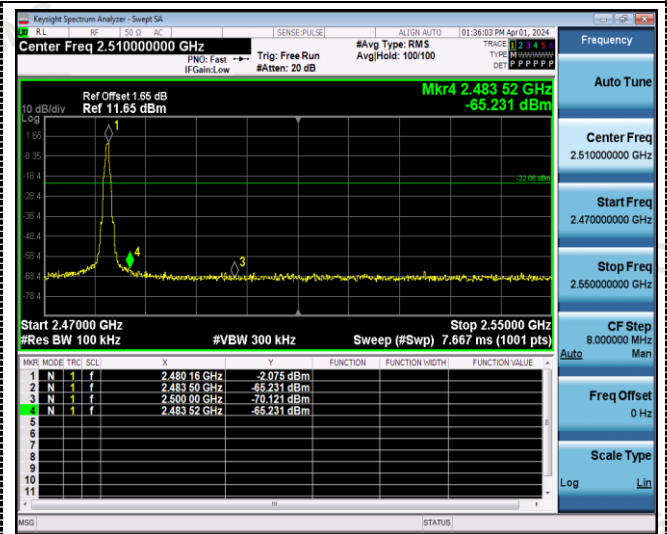 Keysight Spectrum Analyzer - Swept SA
RL RF 50 Ω AC SENSE:PULSE ALIGN AUTO 01:36:03 PM Apr 01, 2024
Center Freq 2.510000000 GHz
PNO: Fast
IFGain:Low
Trig: Free Run
#Atten: 20 dB
#Avg Type: RMS
Avg|Hold: 100/100
TRACE 1 2 3 4 5 6
TYPE M W W W W W
DET P P P P P P
Mkr4 2.483 52 GHz
-65.231 dBm
Ref Offset 1.65 dB
10 dB/div Ref 11.65 dBm
Log
1.65
-8.35
-18.4
-28.4
-38.4
-48.4
-58.4
-68.4
-78.4
1
4
3
-22.08 dBm
Start 2.47000 GHz Stop 2.55000 GHz
#Res BW 100 kHz #VBW 300 kHz Sweep (#Swp) 7.667 ms (1001 pts)
MKR MODE TRC SCL X Y FUNCTION FUNCTION WIDTH FUNCTION VALUE
1 N 1 f 2.480 16 GHz -2.075 dBm
2 N 1 f 2.483 50 GHz -65.231 dBm
3 N 1 f 2.500 00 GHz -70.121 dBm
4 N 1 f 2.483 52 GHz -65.231 dBm
5
6
7
8
9
10
11
MSG STATUS
Frequency
Auto Tune
Center Freq
2.510000000 GHz
Start Freq
2.470000000 GHz
Stop Freq
2.550000000 GHz
CF Step
8.000000 MHz
Auto Man
Freq Offset
0 Hz
Scale Type
Log Lin